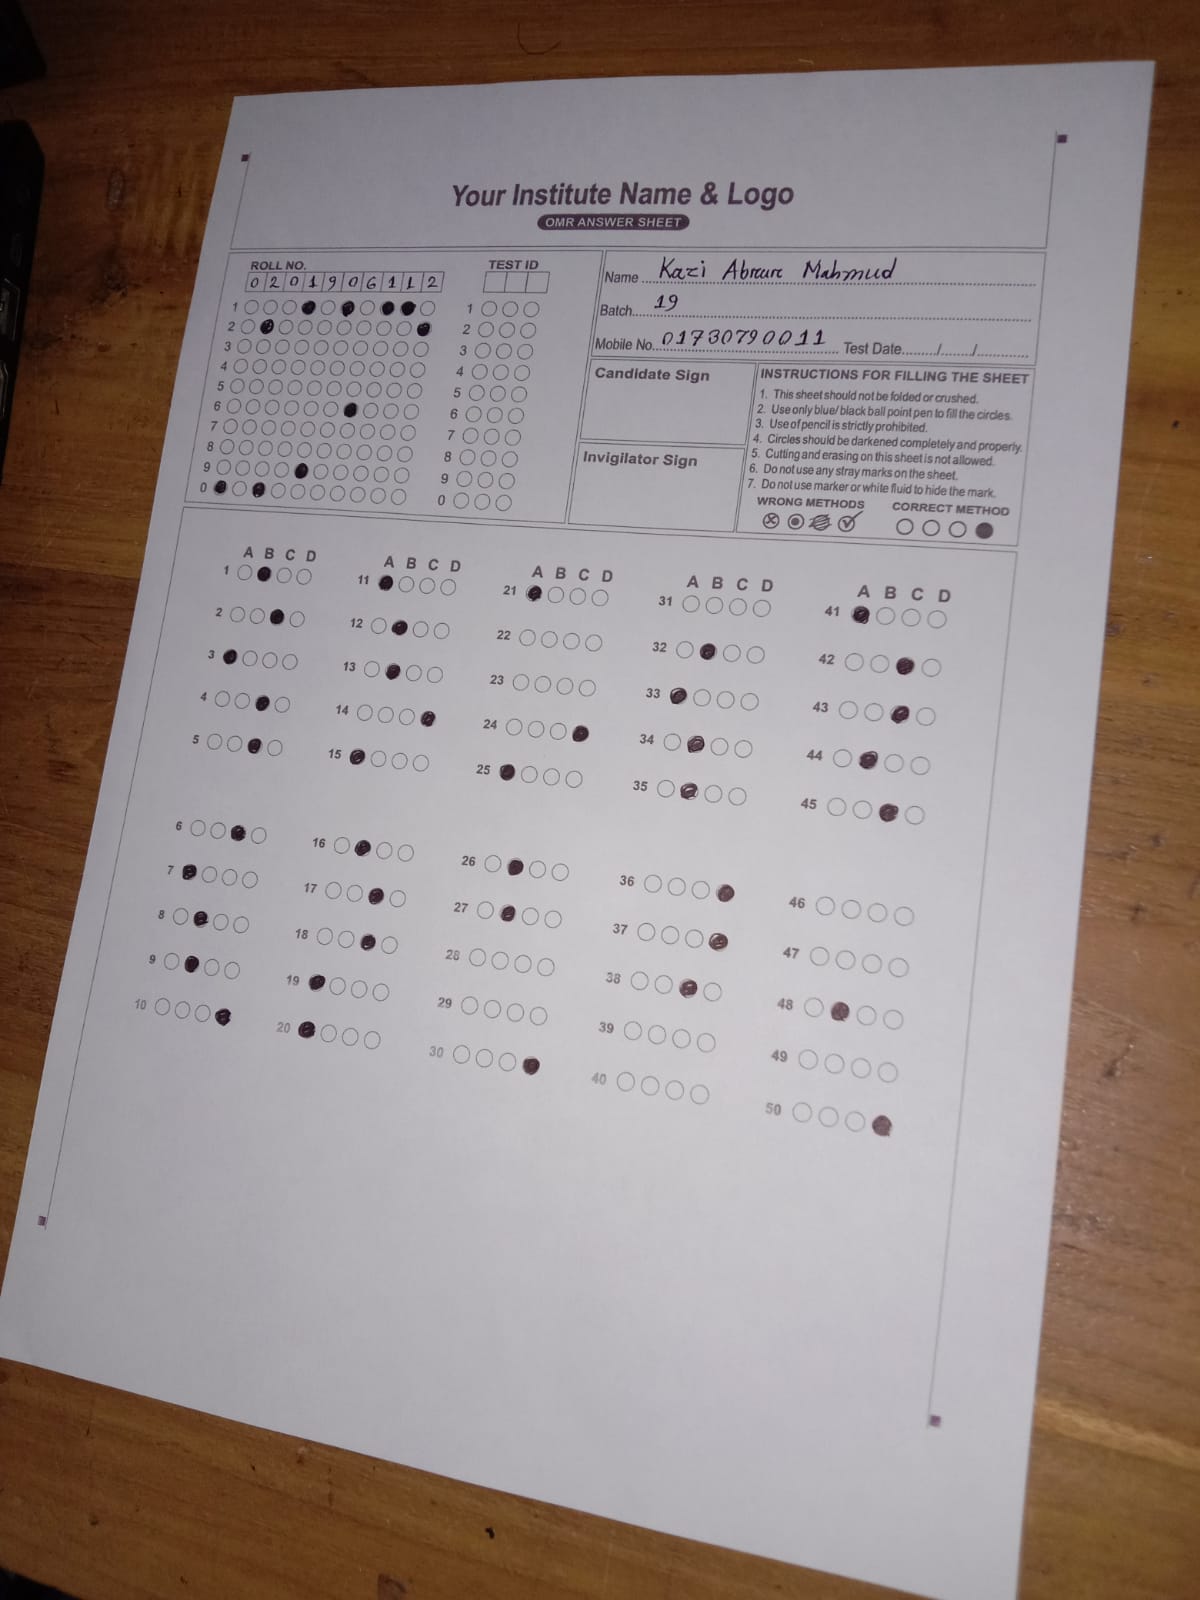 Your Institute Name & Logo
OMR ANSWER SHEET
ROLL NO.
0 2 0 1 9 0 6 1 1 2
1
2
3
4
5
6
7
8
9
0
TEST ID
1
2
3
4
5
6
7
8
9
0
Name Kazi Abrar Mahmud
Batch 19
Mobile No. 01730790011 Test Date......../......../............
Candidate Sign
Invigilator Sign
INSTRUCTIONS FOR FILLING THE SHEET
1. This sheet should not be folded or crushed.
2. Use only blue/ black ball point pen to fill the circles.
3. Use of pencil is strictly prohibited.
4. Circles should be darkened completely and properly.
5. Cutting and erasing on this sheet is not allowed.
6. Do not use any stray marks on the sheet.
7. Do not use marker or white fluid to hide the mark.
WRONG METHODS CORRECT METHOD
A B C D
1
2
3
4
5
6
7
8
9
10
A B C D
11
12
13
14
15
16
17
18
19
20
A B C D
21
22
23
24
25
26
27
28
29
30
A B C D
31
32
33
34
35
36
37
38
39
40
A B C D
41
42
43
44
45
46
47
48
49
50